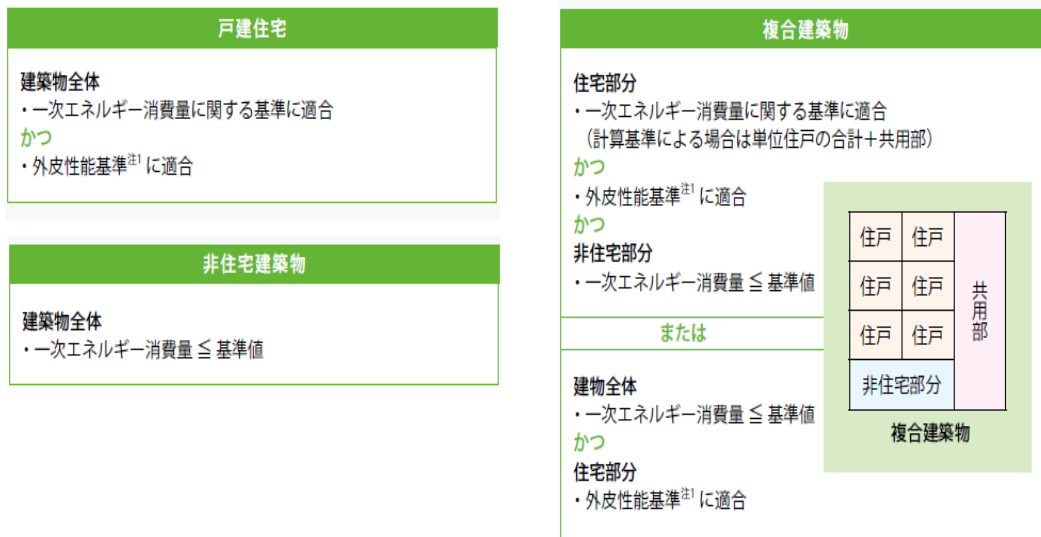 戸建住宅
建築物全体
・一次エネルギー消費量に関する基準に適合
かつ
・外皮性能基準注1 に適合
非住宅建築物
建築物全体
・一次エネルギー消費量 ≦ 基準値
複合建築物
住宅部分
・一次エネルギー消費量に関する基準に適合
（計算基準による場合は単位住戸の合計＋共用部）
かつ
・外皮性能基準注1 に適合
かつ
非住宅部分
・一次エネルギー消費量 ≦ 基準値
または
建物全体
・一次エネルギー消費量 ≦ 基準値
かつ
住宅部分
・外皮性能基準注1 に適合
住戸 住戸
住戸 住戸
住戸 住戸
共用部
非住宅部分
複合建築物